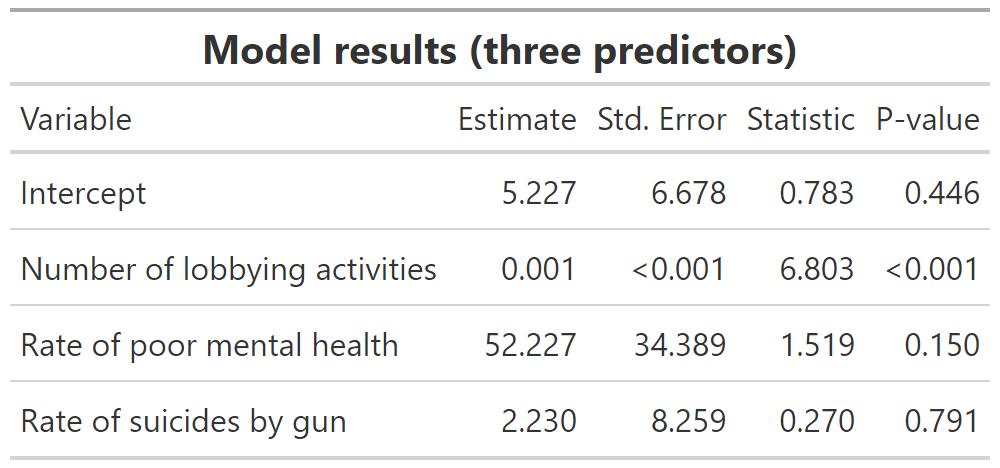 Model results (three predictors)
Variable Estimate Std. Error Statistic P-value
Intercept 5.227 6.678 0.783 0.446
Number of lobbying activities 0.001 <0.001 6.803 <0.001
Rate of poor mental health 52.227 34.389 1.519 0.150
Rate of suicides by gun 2.230 8.259 0.270 0.791